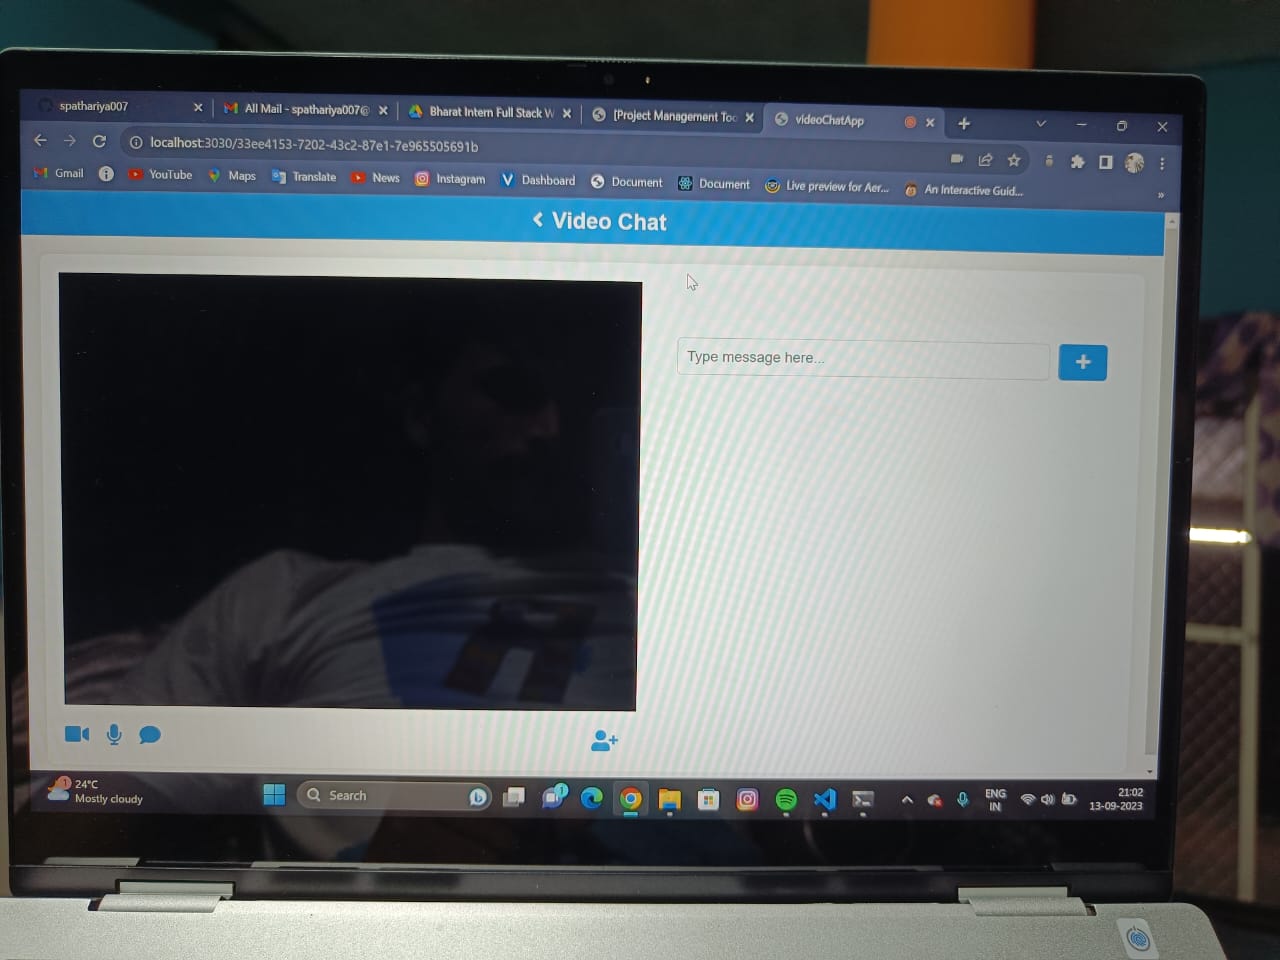 spathariya007
All Mail - spathariya007@
Bharat Intern Full Stack W
[Project Management Too
videoChatApp
localhost:3030/33ee4153-7202-43c2-87e1-7e965505691b
Gmail
YouTube
Maps
Translate
News
Instagram
Dashboard
Document
Document
Live preview for Aer...
An Interactive Guid...
»
Video Chat
Type message here...
1
24°C
Mostly cloudy
Search
1
ENG
IN
21:02
13-09-2023